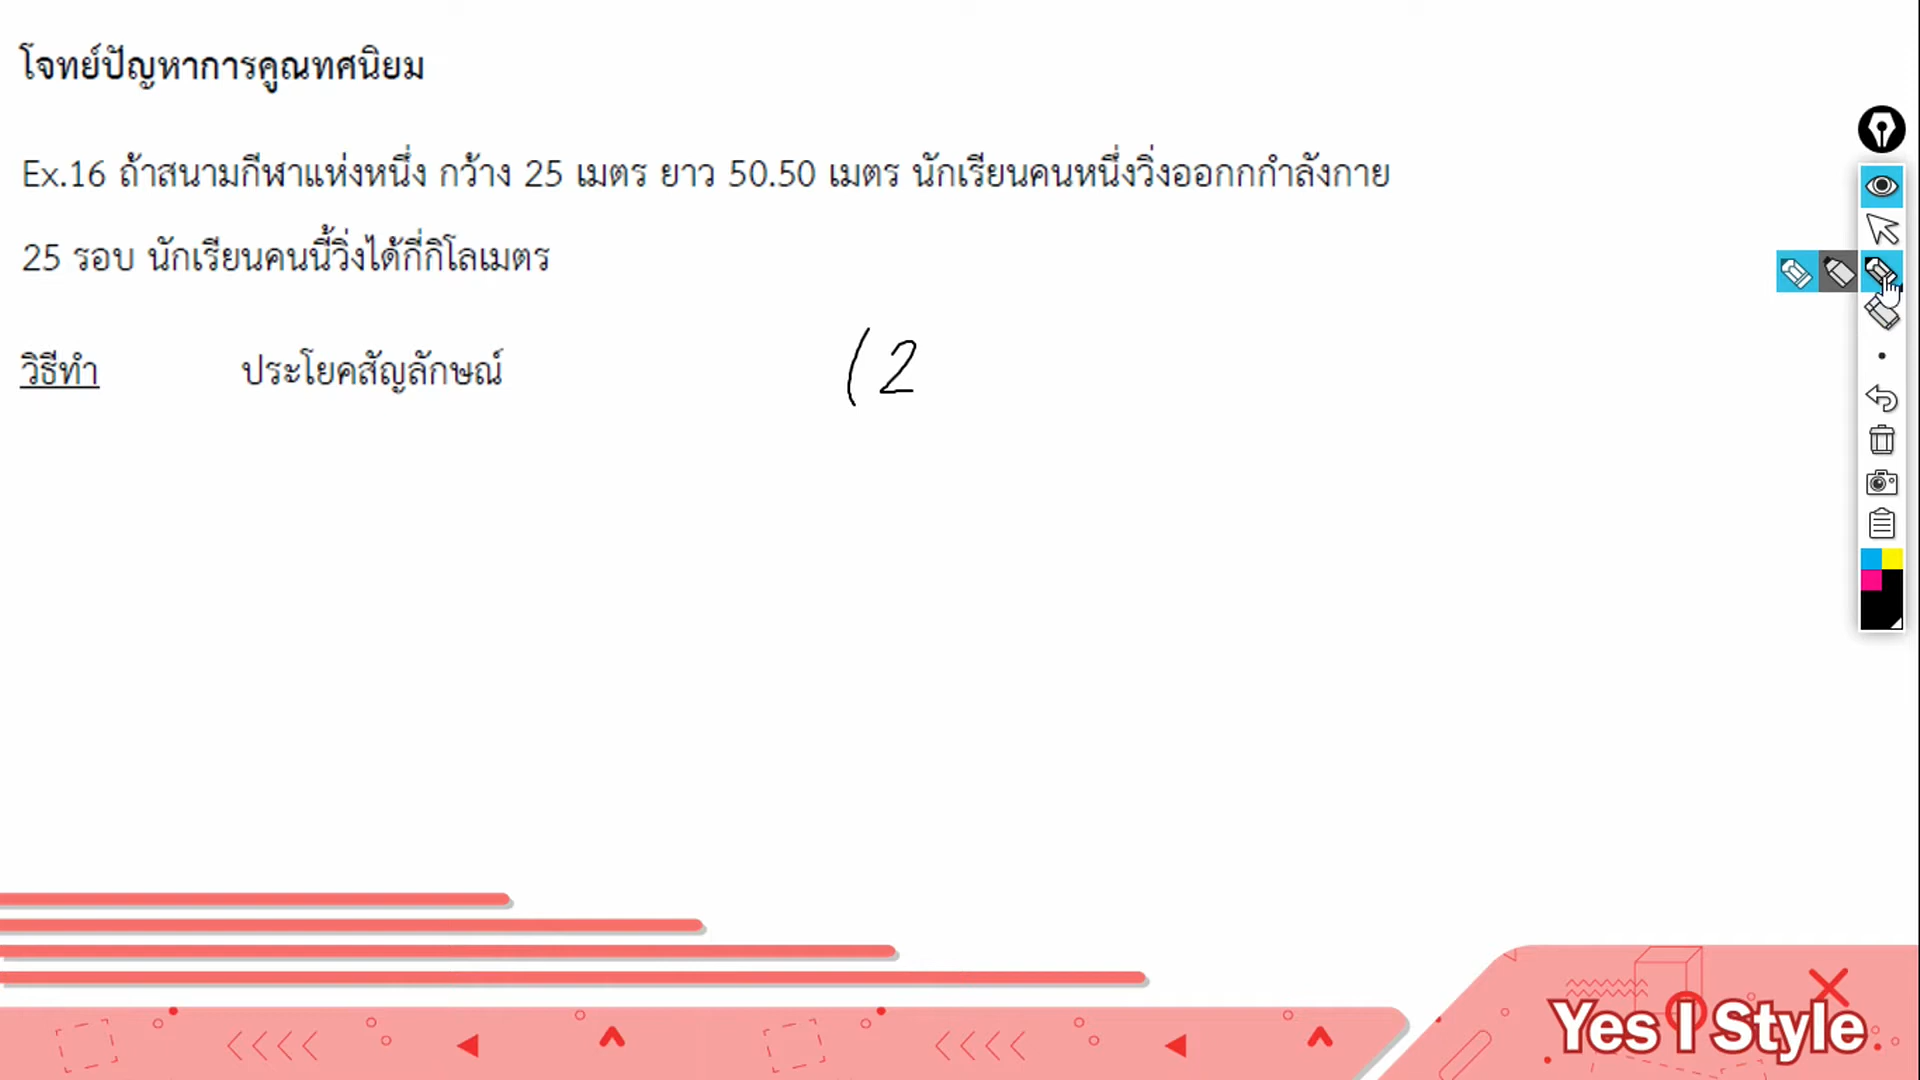 โจทย์ปัญหาการคูณทศนิยม
Ex.16 ถ้าสนามกีฬาแห่งหนึ่ง กว้าง 25 เมตร ยาว 50.50 เมตร นักเรียนคนหนึ่งวิ่งออกกกำลังกาย
25 รอบ นักเรียนคนนี้วิ่งได้กี่กิโลเมตร
วิธีทำ ประโยคสัญลักษณ์ (2
Yes I Style